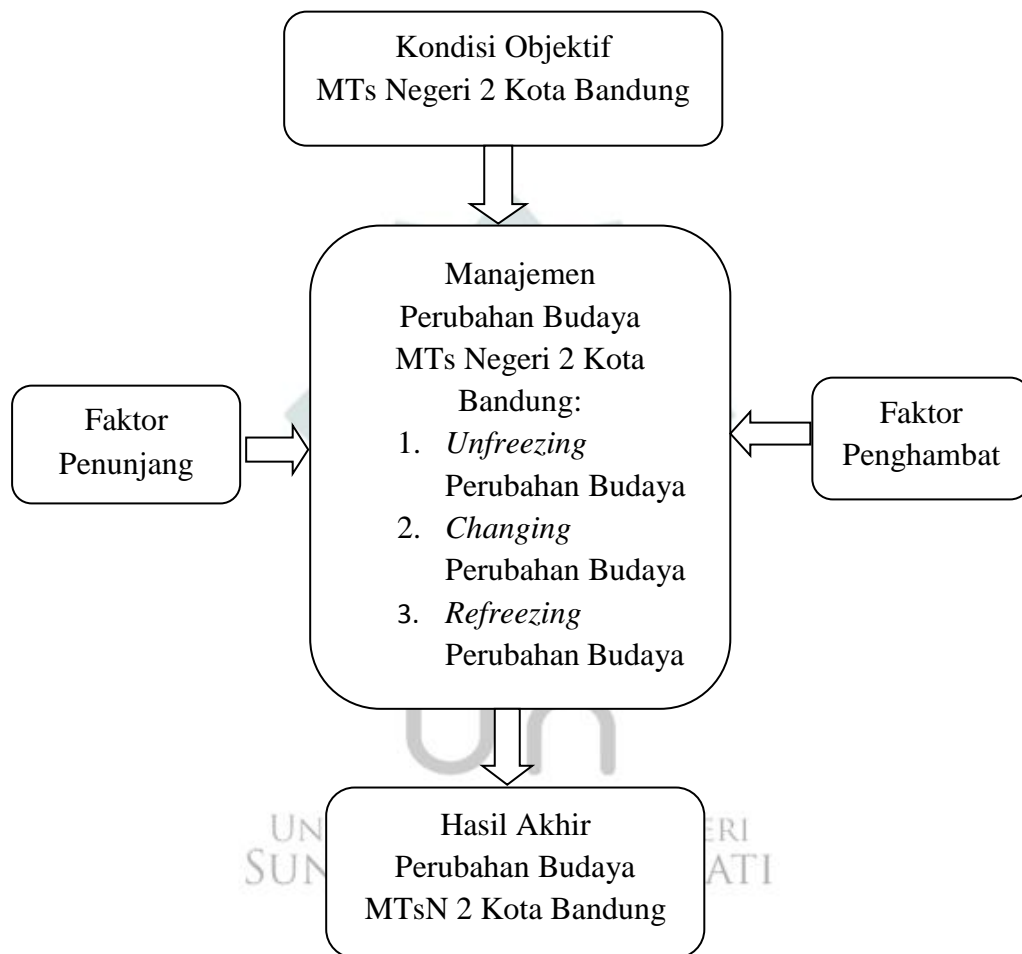 Kondisi Objektif
MTs Negeri 2 Kota Bandung
Manajemen
Perubahan Budaya
MTs Negeri 2 Kota
Bandung:
1. Unfreezing
Perubahan Budaya
2. Changing
Perubahan Budaya
3. Refreezing
Perubahan Budaya
Faktor
Penunjang
Faktor
Penghambat
Hasil Akhir
Perubahan Budaya
MTsN 2 Kota Bandung